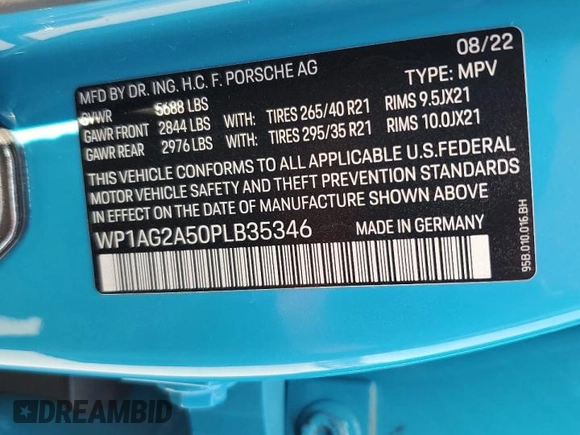 08/22
MFD BY DR. ING. H.C. F. PORSCHE AG TYPE: MPV
GVWR 5688 LBS
GAWR FRONT 2844 LBS WITH: TIRES 265/40 R21 RIMS 9.5JX21
GAWR REAR 2976 LBS WITH: TIRES 295/35 R21 RIMS 10.0JX21
THIS VEHICLE CONFORMS TO ALL APPLICABLE U.S.FEDERAL
MOTOR VEHICLE SAFETY AND THEFT PREVENTION STANDARDS
IN EFFECT ON THE DATE OF MANUFACTURE SHOWN ABOVE
WP1AG2A50PLB35346 MADE IN GERMANY
95B.010.016.BH
DREAMBID